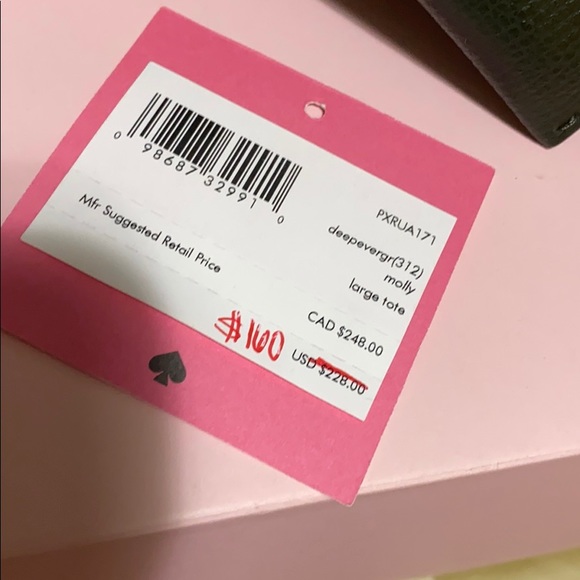 0 98687 32991 0
PXRUA171
deepevergr(312)
molly
large tote
Mfr Suggested Retail Price
CAD $248.00
$160 USD $228.00